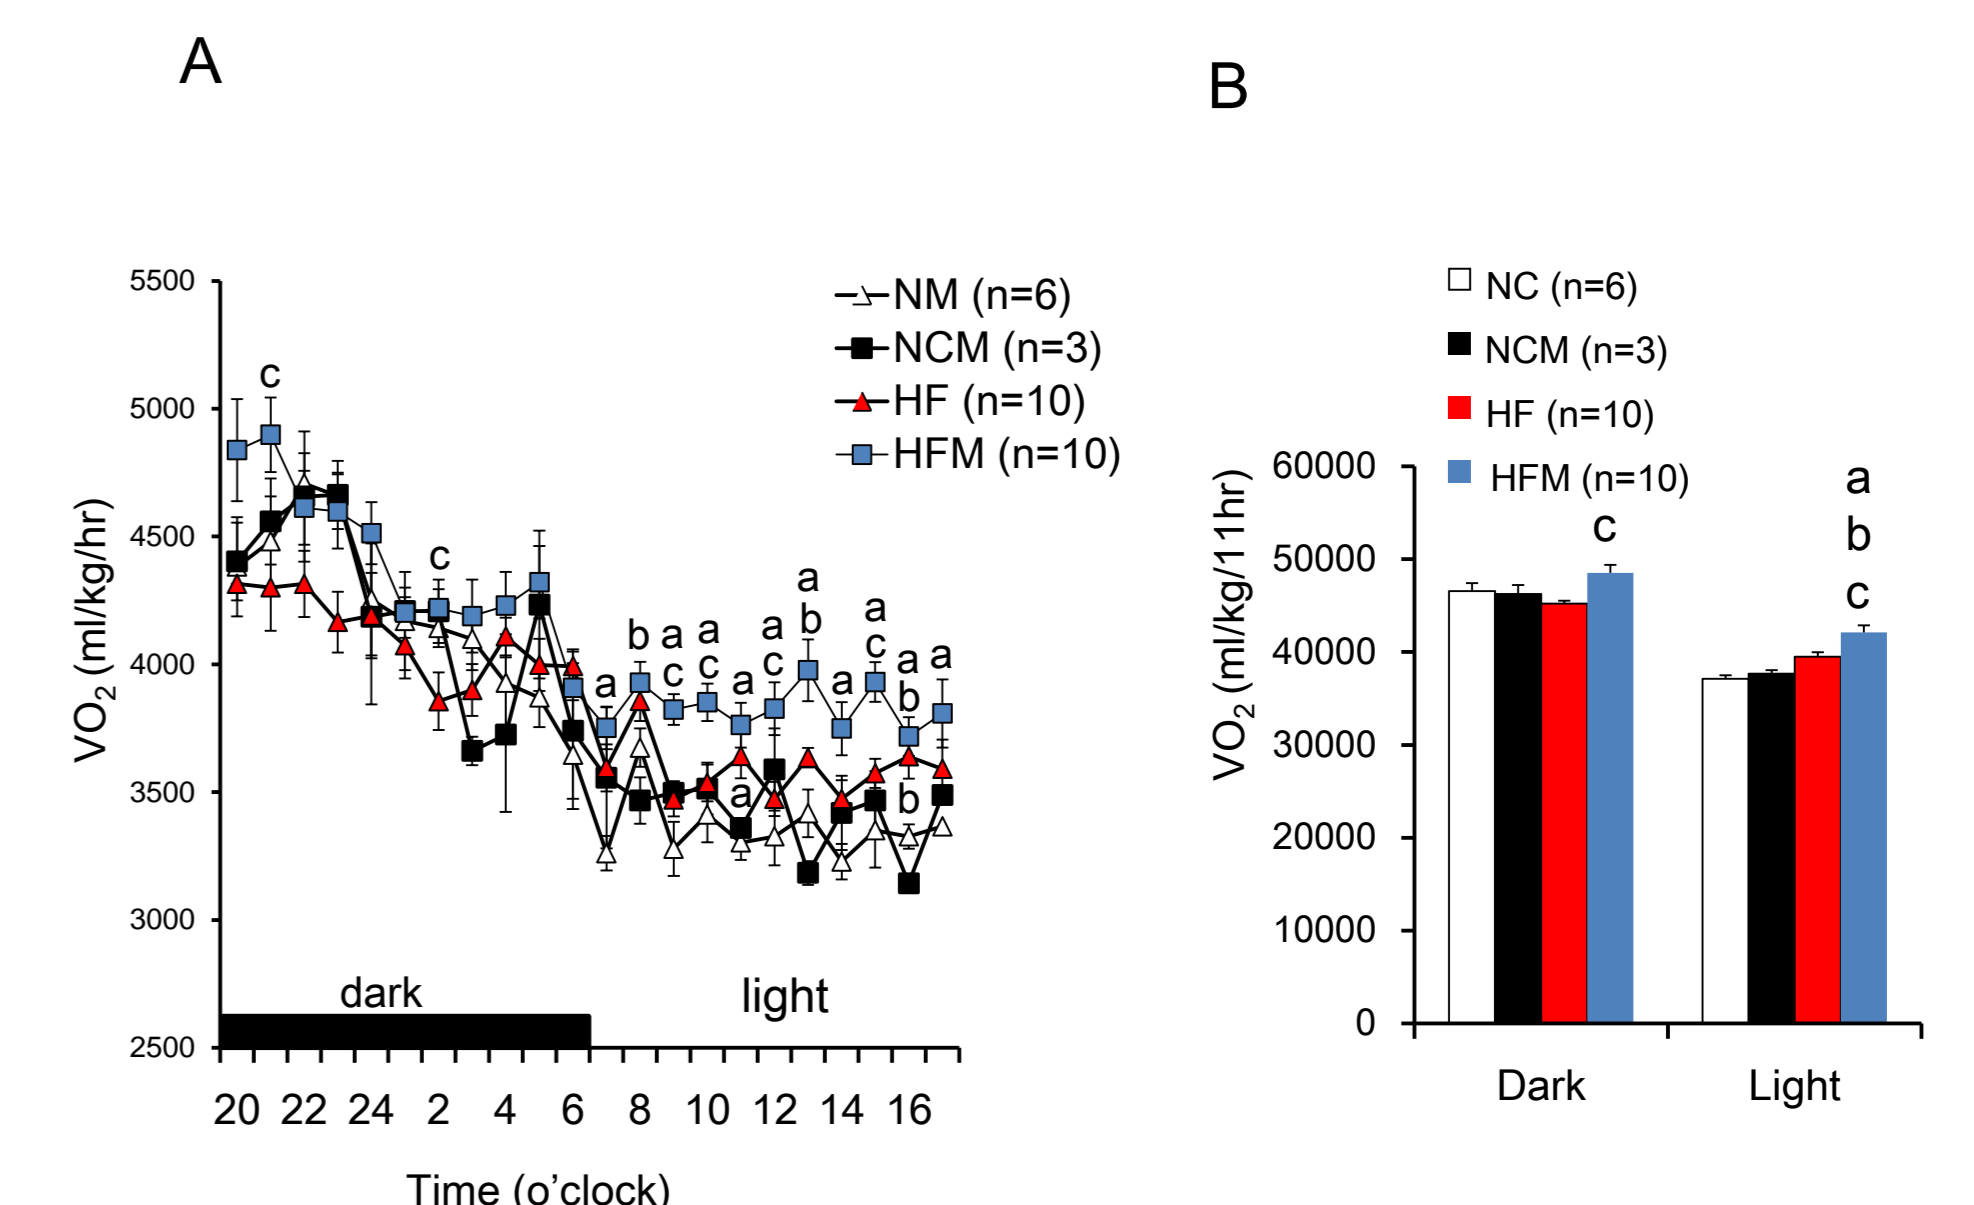 A
B
5500
5000
4500
4000
3500
3000
2500
VO2 (ml/kg/hr)
NM (n=6)
NCM (n=3)
HF (n=10)
HFM (n=10)
c
c
a
b
a
c
a
c
a
a
a
c
a
b
a
a
c
a
b
b
a
dark
light
20 22 24 2 4 6 8 10 12 14 16
Time (o’clock)
NC (n=6)
NCM (n=3)
HF (n=10)
HFM (n=10)
60000
50000
40000
30000
20000
10000
0
VO2 (ml/kg/11hr)
c
a
b
c
Dark Light